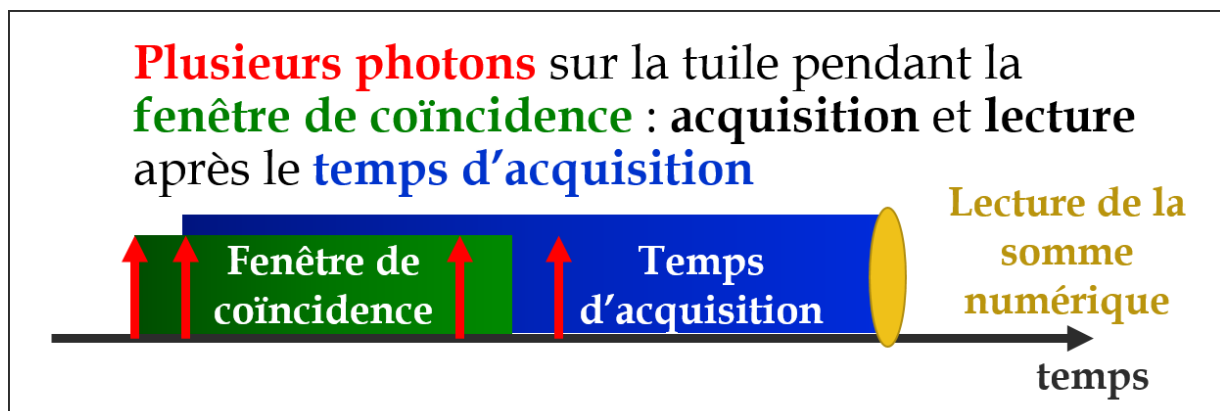 Plusieurs photons sur la tuile pendant la
fenêtre de coïncidence : acquisition et lecture
après le temps d'acquisition
Lecture de la
somme
numérique
Fenêtre de
coïncidence
Temps
d'acquisition
temps